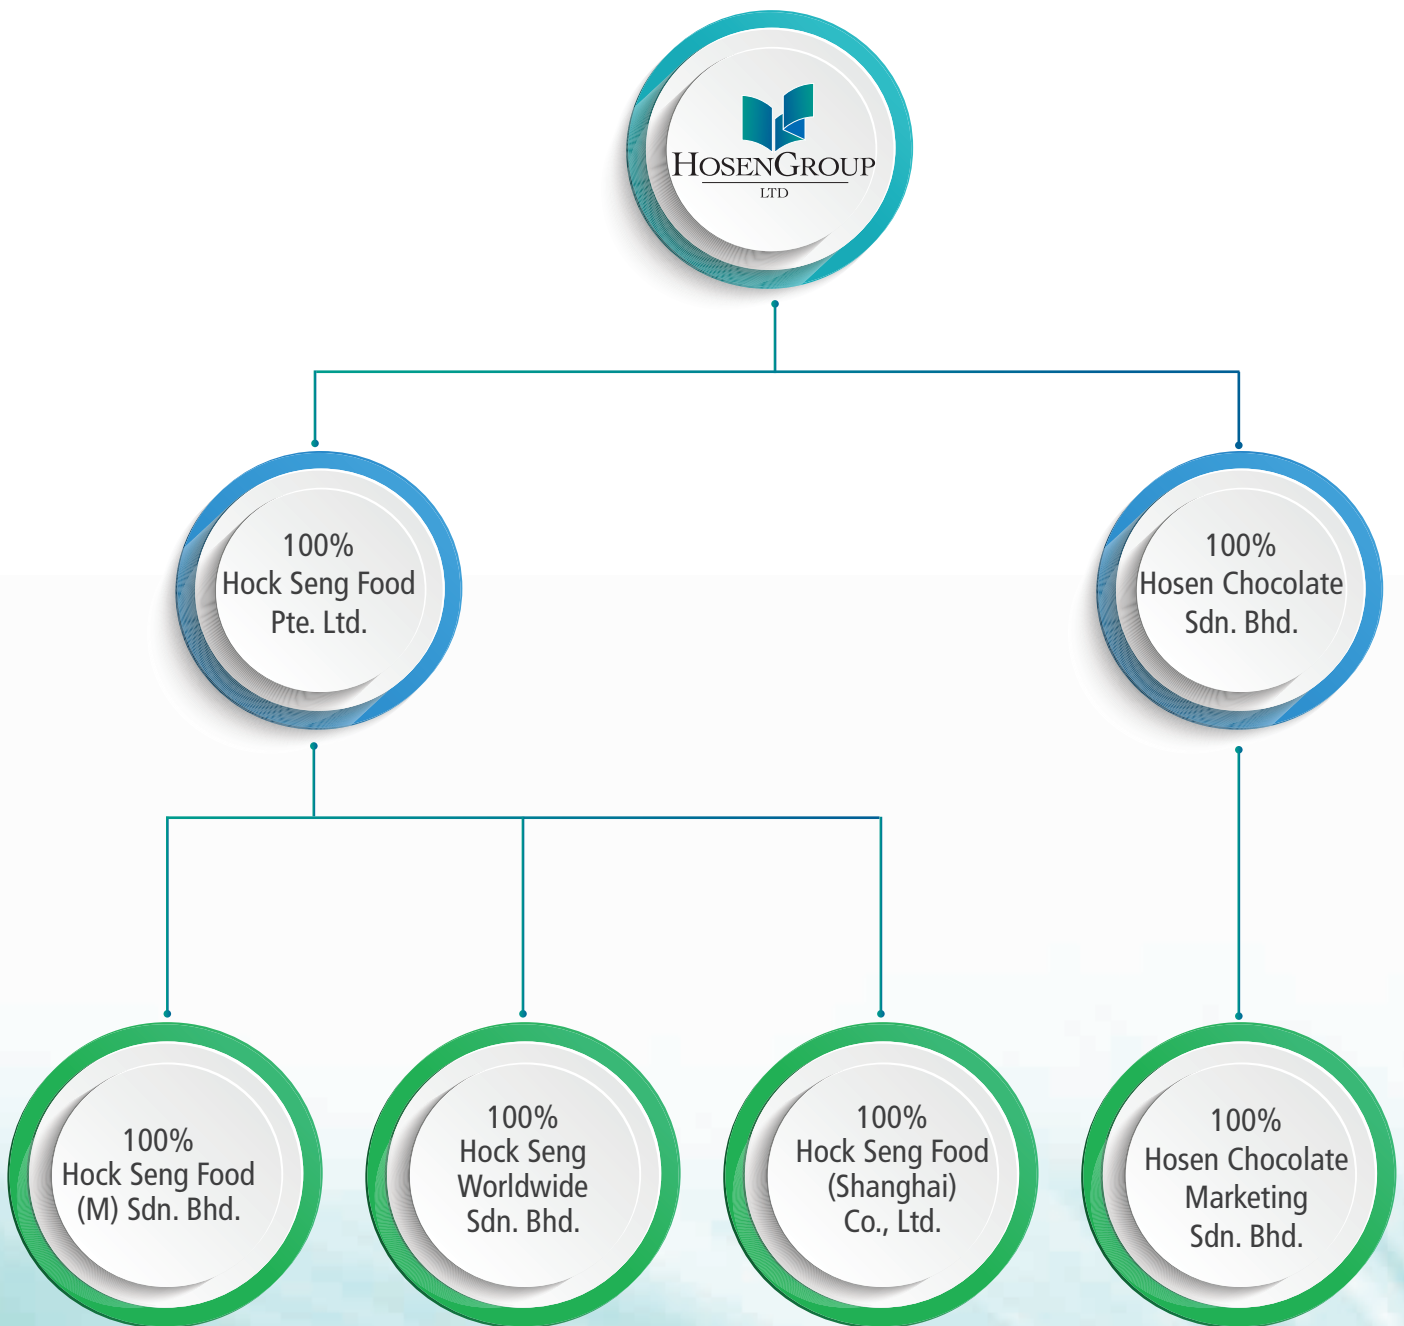 HOSENGROUP
LTD
100%
Hock Seng Food
Pte. Ltd.
100%
Hosen Chocolate
Sdn. Bhd.
100%
Hock Seng Food
(M) Sdn. Bhd.
100%
Hock Seng
Worldwide
Sdn. Bhd.
100%
Hock Seng Food
(Shanghai)
Co., Ltd.
100%
Hosen Chocolate
Marketing
Sdn. Bhd.